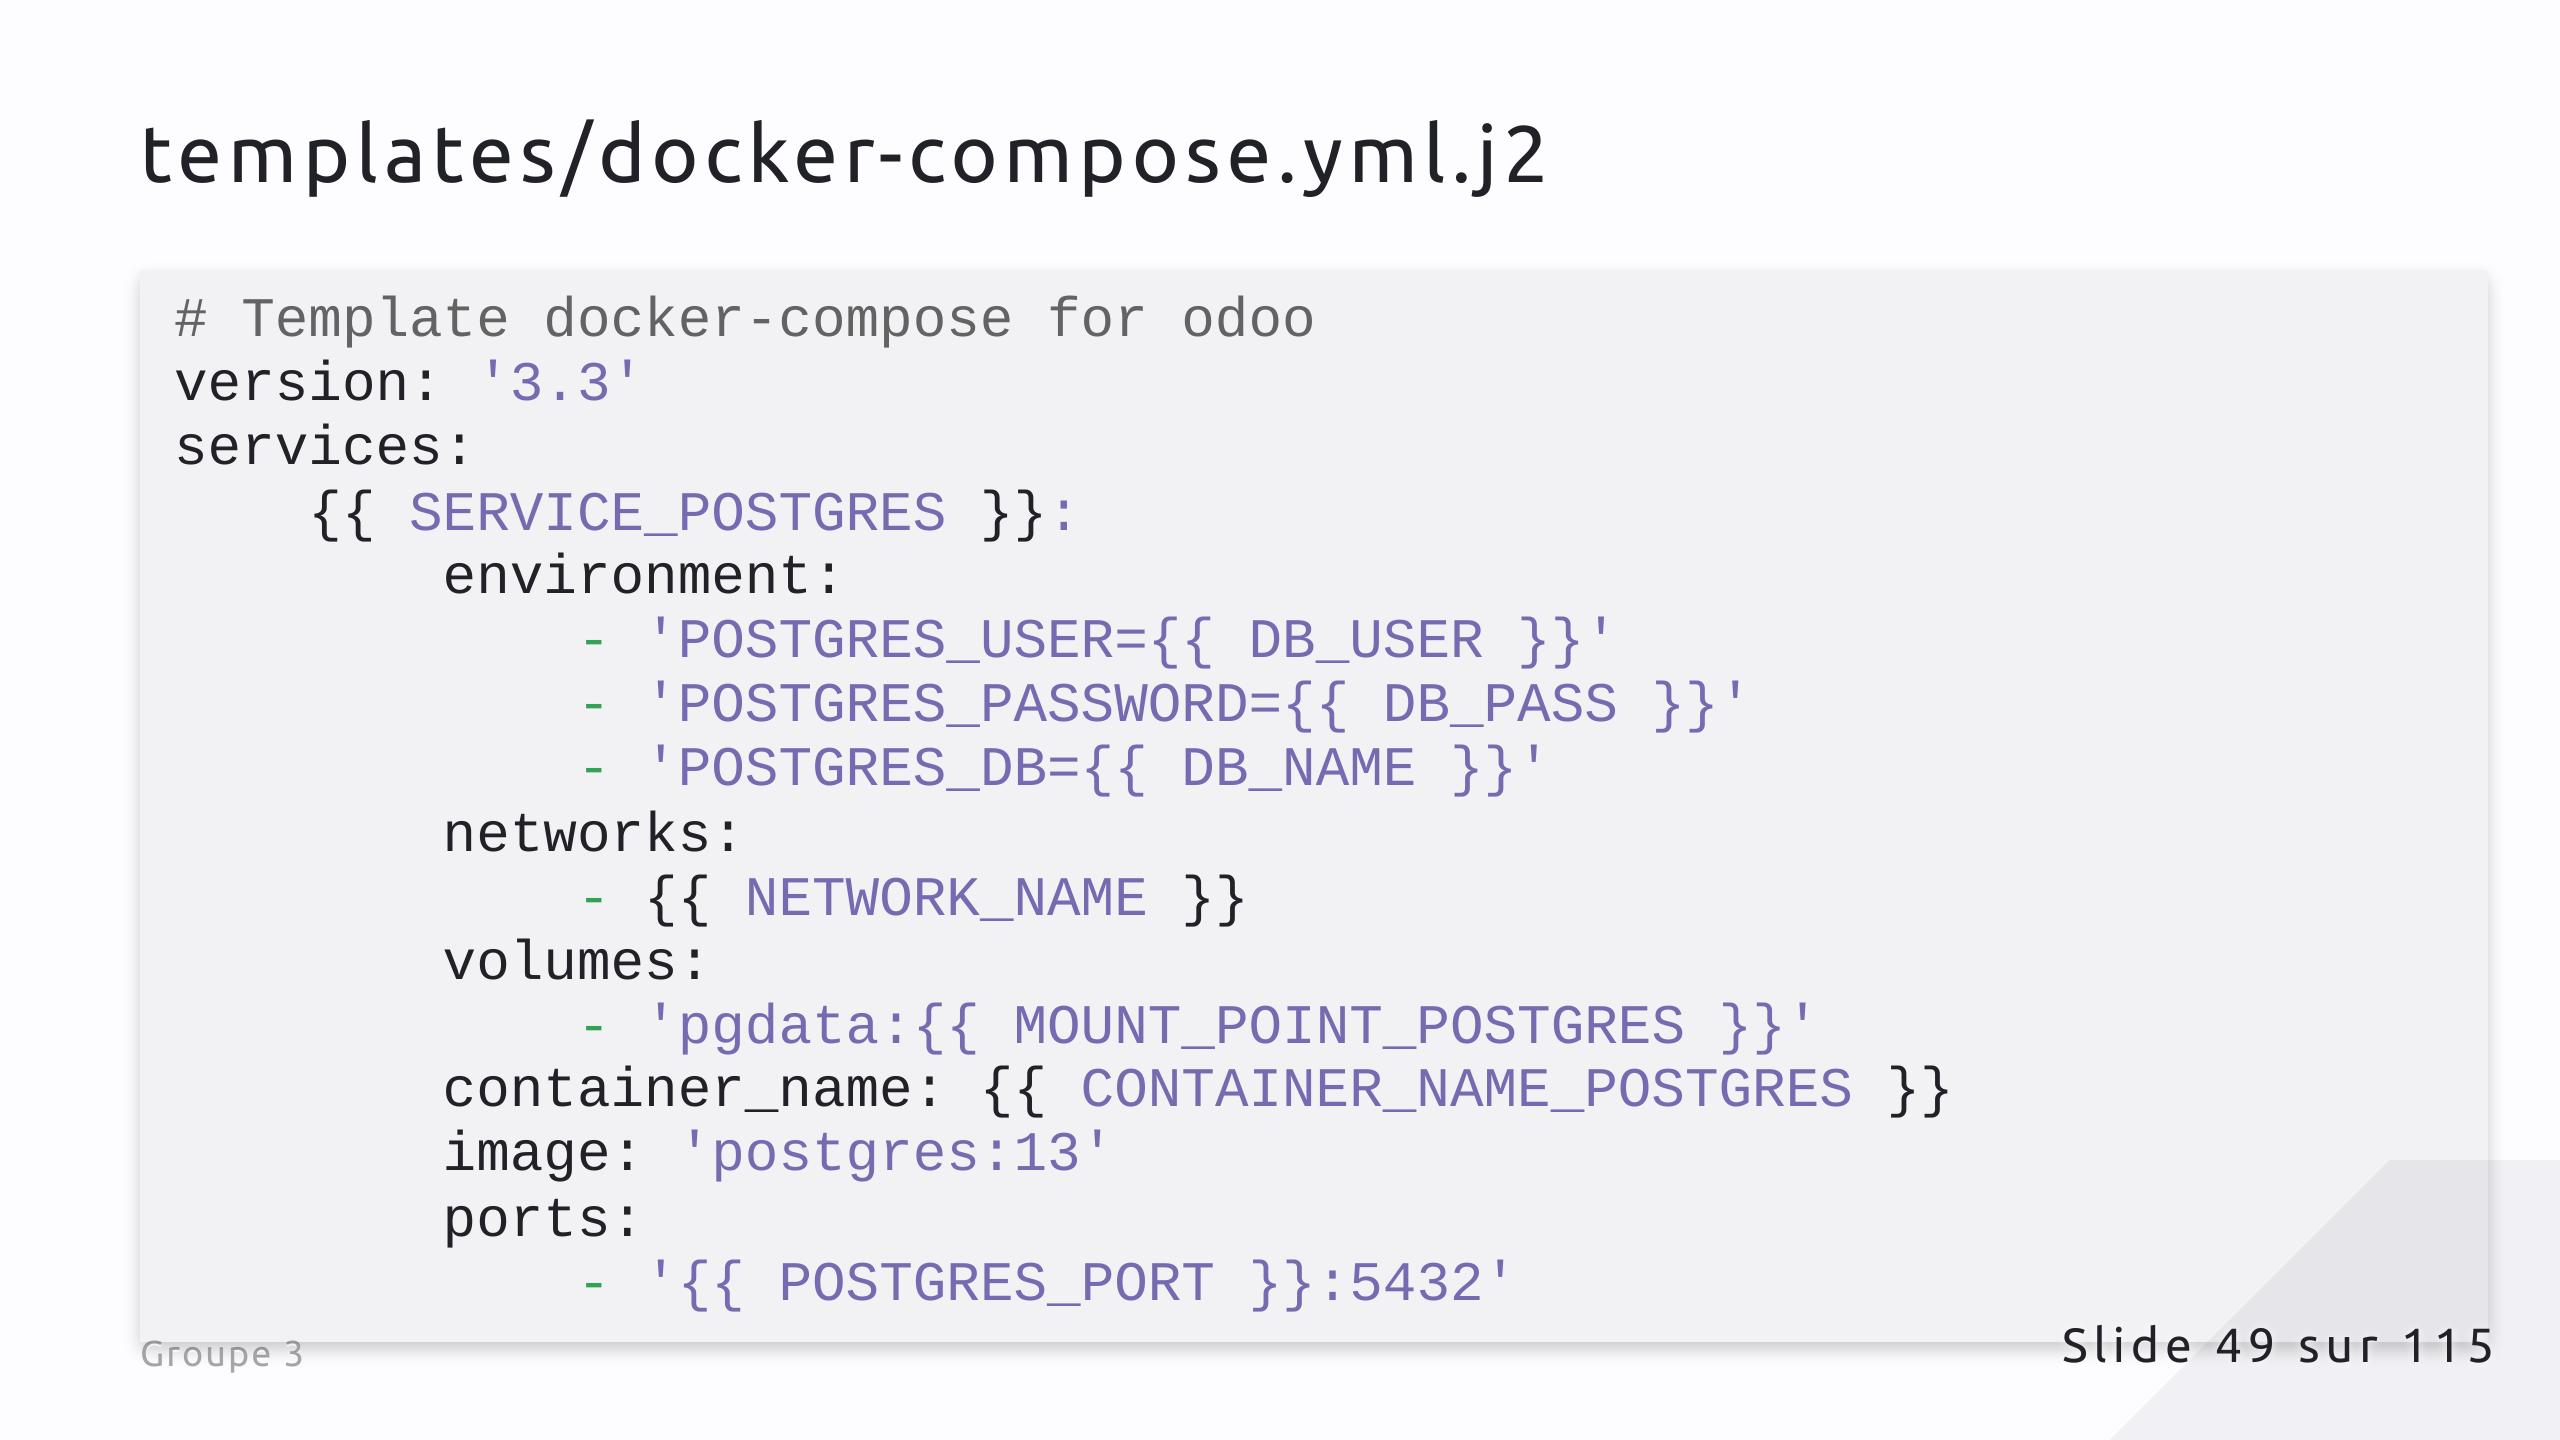 templates/docker-compose.yml.j2
# Template docker-compose for odoo
version: '3.3'
services:
    {{ SERVICE_POSTGRES }}:
        environment:
            - 'POSTGRES_USER={{ DB_USER }}'
            - 'POSTGRES_PASSWORD={{ DB_PASS }}'
            - 'POSTGRES_DB={{ DB_NAME }}'
        networks:
            - {{ NETWORK_NAME }}
        volumes:
            - 'pgdata:{{ MOUNT_POINT_POSTGRES }}'
        container_name: {{ CONTAINER_NAME_POSTGRES }}
        image: 'postgres:13'
        ports:
            - '{{ POSTGRES_PORT }}:5432'
Groupe 3
Slide 49 sur 115